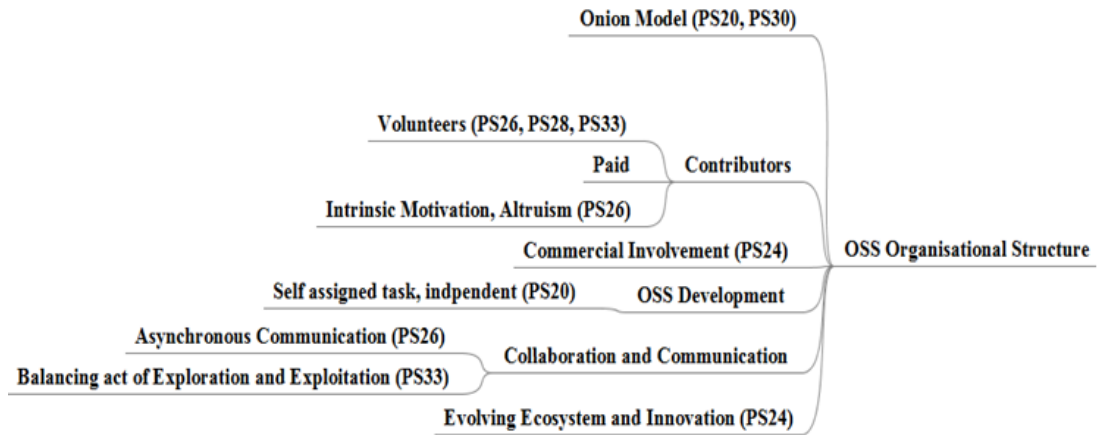 Onion Model (PS20, PS30)
Volunteers (PS26, PS28, PS33)
Paid
Contributors
Intrinsic Motivation, Altruism (PS26)
Commercial Involvement (PS24)
OSS Organisational Structure
Self assigned task, indpendent (PS20)
OSS Development
Asynchronous Communication (PS26)
Collaboration and Communication
Balancing act of Exploration and Exploitation (PS33)
Evolving Ecosystem and Innovation (PS24)